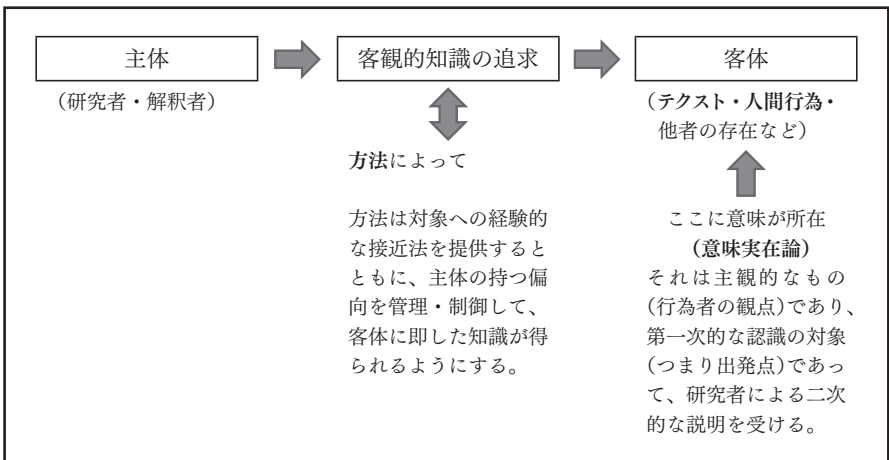 主体
客観的知識の追求
客体
(研究者・解釈者)
(テクスト・人間行為・
他者の存在など)
方法によって
方法は対象への経験的
な接近法を提供すると
ともに、主体の持つ偏
向を管理・制御して、
客体に即した知識が得
られるようにする。
ここに意味が所在
(意味実在論)
それは主観的なもの
(行為者の観点)であり、
第一次的な認識の対象
(つまり出発点)であっ
て、研究者による二次
的な説明を受ける。